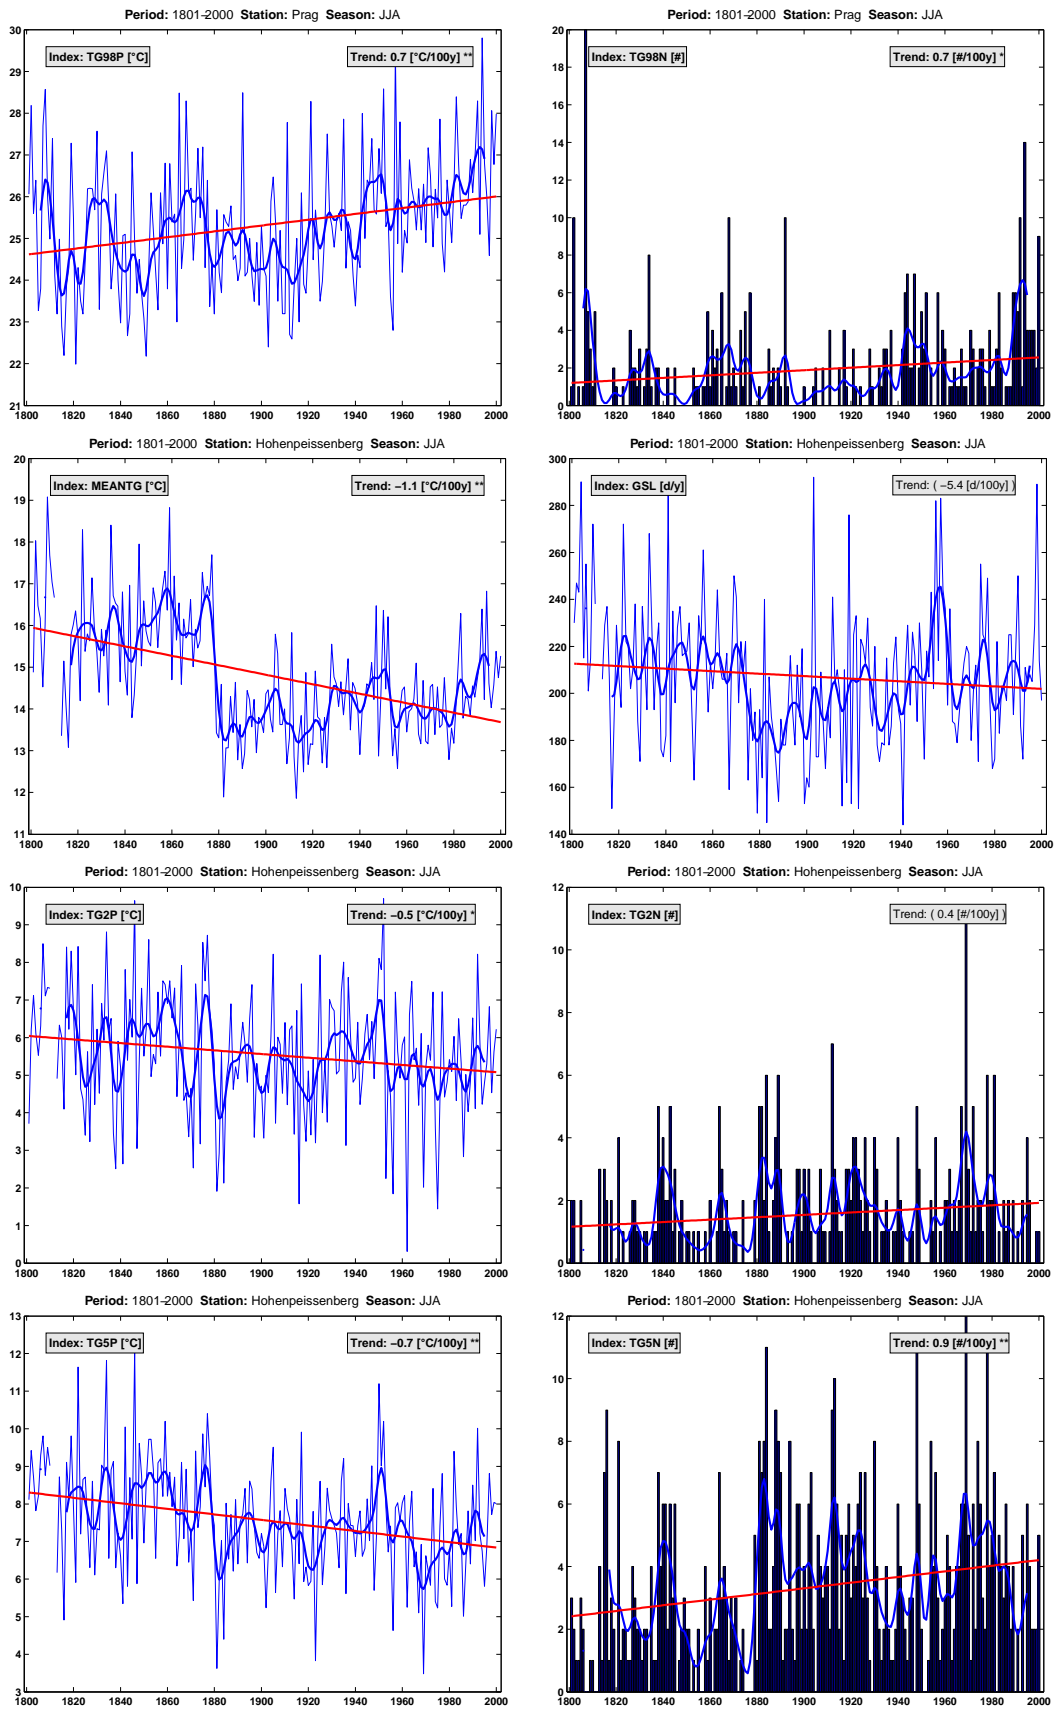 Period: 1801–2000 Station: Prag Season: JJA
Index: TG98P [°C]
Trend: 0.7 [°C/100y] **
30
29
28
27
26
25
24
23
22
21
1800 1820 1840 1860 1880 1900 1920 1940 1960 1980 2000
Period: 1801–2000 Station: Prag Season: JJA
Index: TG98N [#]
Trend: 0.7 [#/100y] *
20
18
16
14
12
10
8
6
4
2
0
1800 1820 1840 1860 1880 1900 1920 1940 1960 1980 2000
Period: 1801–2000 Station: Hohenpeissenberg Season: JJA
Index: MEANTG [°C]
Trend: −1.1 [°C/100y] **
20
19
18
17
16
15
14
13
12
11
1800 1820 1840 1860 1880 1900 1920 1940 1960 1980 2000
Period: 1801–2000 Station: Hohenpeissenberg Season: JJA
Index: GSL [d/y]
Trend: ( −5.4 [d/100y] )
300
280
260
240
220
200
180
160
140
1800 1820 1840 1860 1880 1900 1920 1940 1960 1980 2000
Period: 1801–2000 Station: Hohenpeissenberg Season: JJA
Index: TG2P [°C]
Trend: −0.5 [°C/100y] *
10
9
8
7
6
5
4
3
2
1
0
1800 1820 1840 1860 1880 1900 1920 1940 1960 1980 2000
Period: 1801–2000 Station: Hohenpeissenberg Season: JJA
Index: TG2N [#]
Trend: ( 0.4 [#/100y] )
12
10
8
6
4
2
0
1800 1820 1840 1860 1880 1900 1920 1940 1960 1980 2000
Period: 1801–2000 Station: Hohenpeissenberg Season: JJA
Index: TG5P [°C]
Trend: −0.7 [°C/100y] **
13
12
11
10
9
8
7
6
5
4
3
1800 1820 1840 1860 1880 1900 1920 1940 1960 1980 2000
Period: 1801–2000 Station: Hohenpeissenberg Season: JJA
Index: TG5N [#]
Trend: 0.9 [#/100y] **
12
10
8
6
4
2
0
1800 1820 1840 1860 1880 1900 1920 1940 1960 1980 2000